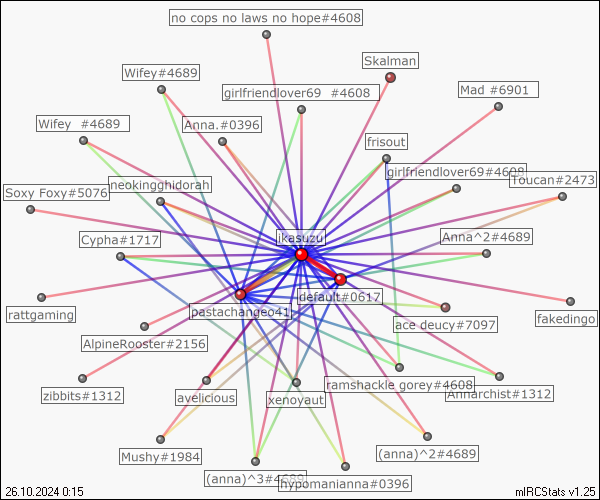 no cops no laws no hope#4608
Skalman
Wifey#4689
girlfriendlover69 #4608
Mad #6901
Wifey #4689
Anna.#0396
frisout
girlfriendlover69#4608
Toucan#2473
Soxy Foxy#5076
neokingghidorah
Cypha#1717
ikasuzu
Anna^2#4689
default#0617
rattgaming
pastachangeo41
ace deucy#7097
fakedingo
AlpineRooster#2156
zibbits#1312
avelicious
xenoyaut
ramshackle gorey#4608
Annarchist#1312
Mushy#1984
(anna)^3#4689
hypomanianna#0396
(anna)^2#4689
26.10.2024 0:15
mIRCStats v1.25